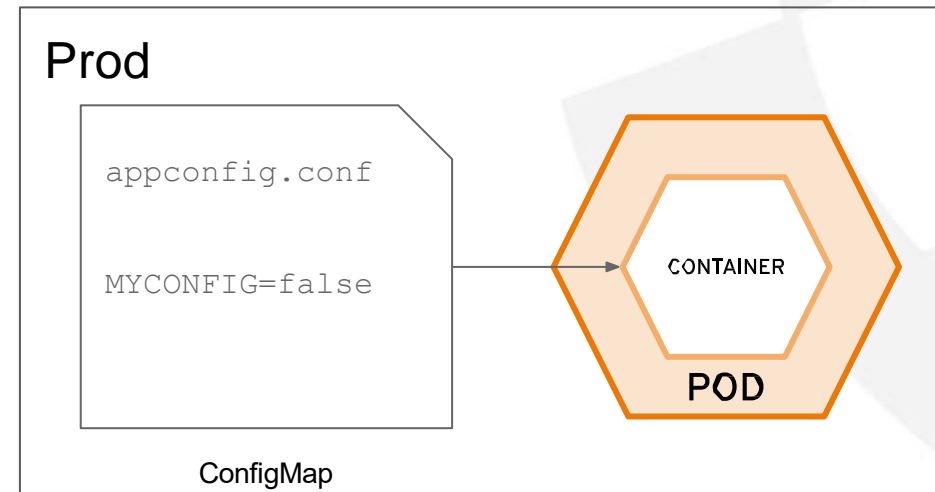 Prod
appconfig.conf
MYCONFIG=false
CONTAINER
POD
ConfigMap